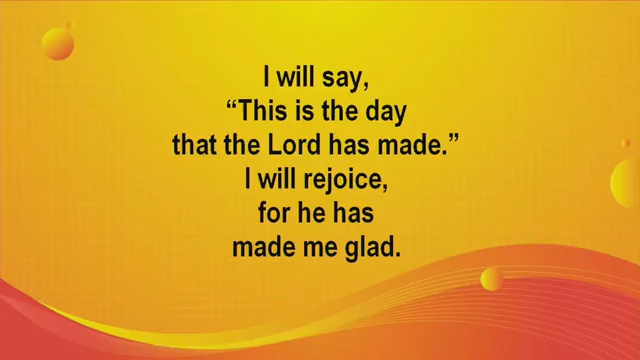 I will say,
“This is the day
that the Lord has made.”
I will rejoice,
for he has
made me glad.